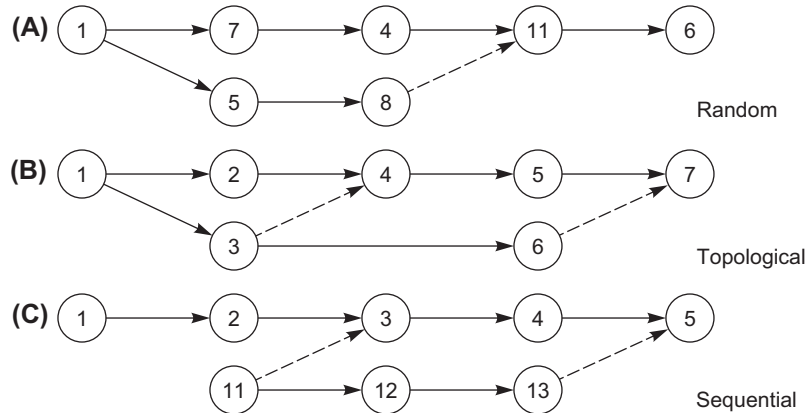 (A) 1 7 4 11 6
5 8
Random
(B) 1 2 4 5 7
3 6
Topological
(C) 1 2 3 4 5
11 12 13
Sequential